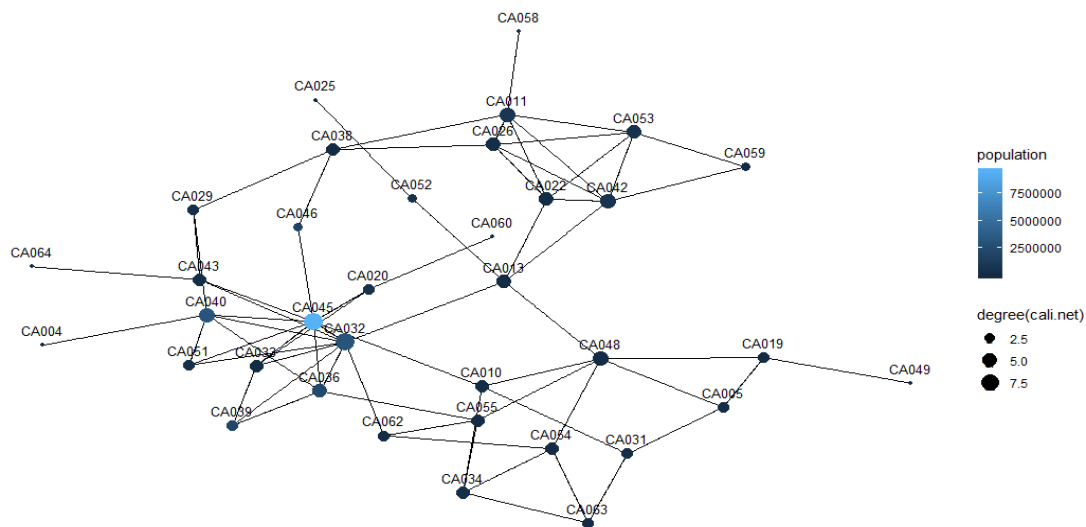 CA058
CA025
CA011
CA053
CA026
CA038
CA059
CA052
CA022
CA042
CA029
CA046
CA060
CA064
CA043
CA020
CA013
CA040
CA045
CA004
CA032
CA051
CA033
CA048
CA019
CA036
CA010
CA049
CA039
CA005
CA062
CA055
CA054
CA031
CA034
CA063
population
7500000
5000000
2500000
degree(cali.net)
2.5
5.0
7.5